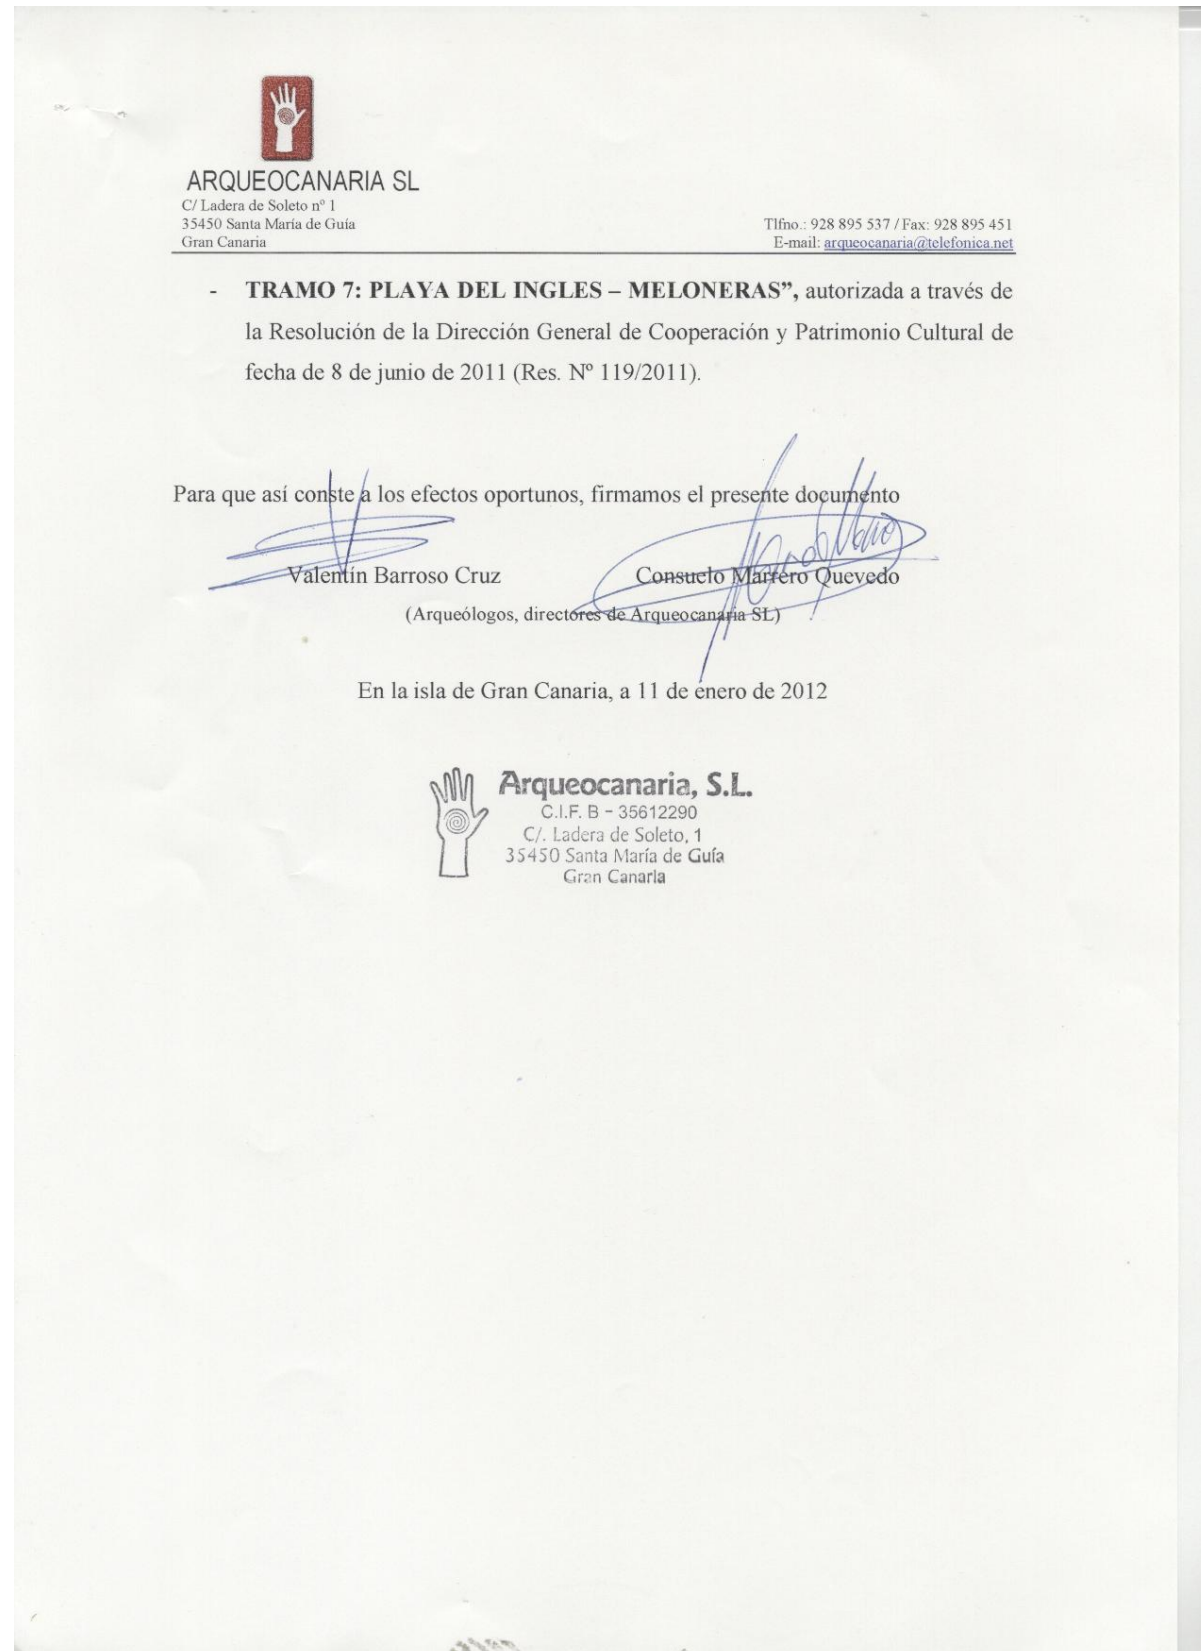 ARQUEOCANARIA SL
C/ Ladera de Soleto nº 1
35450 Santa María de Guía
Gran Canaria
Tlfno.: 928 895 537 / Fax: 928 895 451
E-mail: arqueocanaria@telefonica.net
- TRAMO 7: PLAYA DEL INGLES – MELONERAS”, autorizada a través de
la Resolución de la Dirección General de Cooperación y Patrimonio Cultural de
fecha de 8 de junio de 2011 (Res. Nº 119/2011).
Para que así conste a los efectos oportunos, firmamos el presente documento
Valentín Barroso Cruz Consuelo Marrero Quevedo
(Arqueólogos, directores de Arqueocanaria SL)
En la isla de Gran Canaria, a 11 de enero de 2012
Arqueocanaria, S.L.
C.I.F. B - 35612290
C/. Ladera de Soleto, 1
35450 Santa María de Guía
Gran Canaria